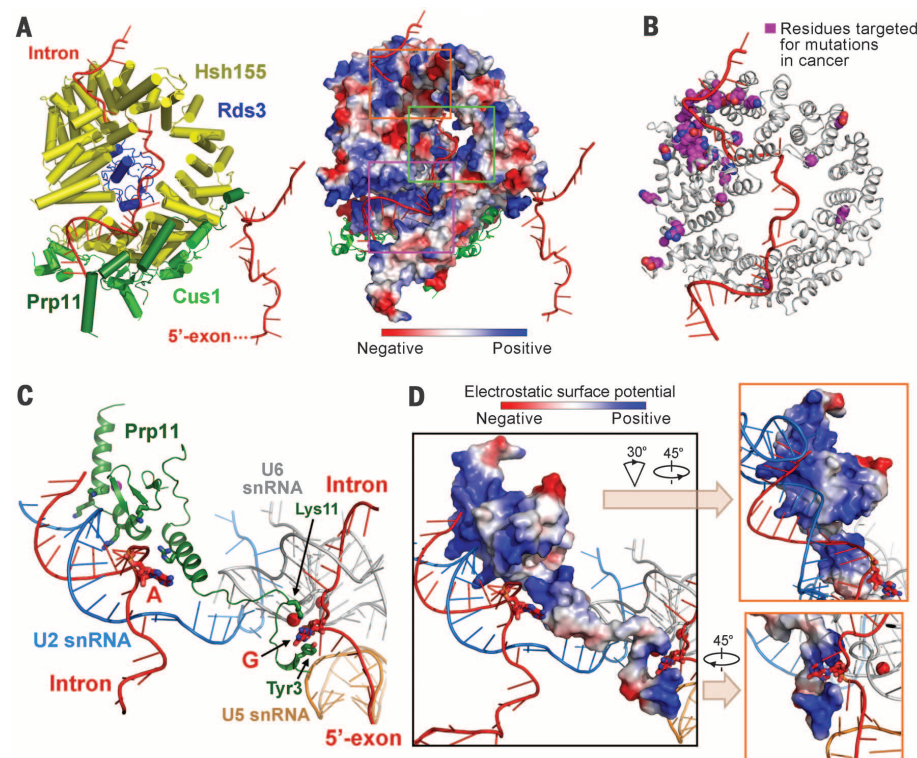 A
Intron
Hsh155
Rds3
Prp11
Cus1
5'-exon
Negative
Positive
B
Residues targeted
for mutations
in cancer
C
Prp11
U6
snRNA
Intron
Lys11
A
U2 snRNA
G
Intron
Tyr3
U5 snRNA
5'-exon
D
Electrostatic surface potential
Negative
Positive
30°
45°
45°